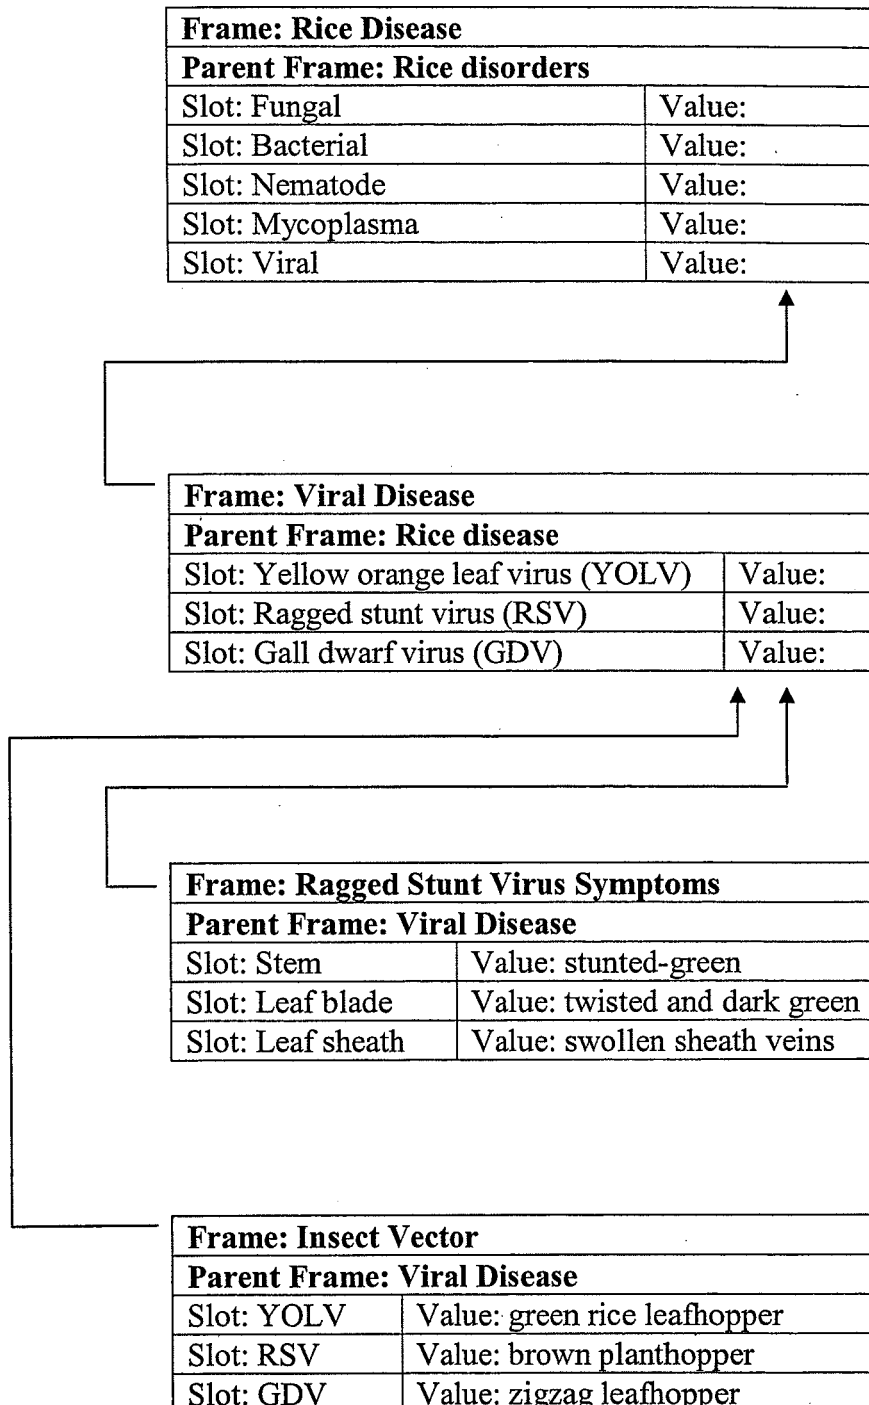 Frame: Rice Disease
Parent Frame: Rice disorders
Slot: Fungal Value:
Slot: Bacterial Value:
Slot: Nematode Value:
Slot: Mycoplasma Value:
Slot: Viral Value:
Frame: Viral Disease
Parent Frame: Rice disease
Slot: Yellow orange leaf virus (YOLV) Value:
Slot: Ragged stunt virus (RSV) Value:
Slot: Gall dwarf virus (GDV) Value:
Frame: Ragged Stunt Virus Symptoms
Parent Frame: Viral Disease
Slot: Stem Value: stunted-green
Slot: Leaf blade Value: twisted and dark green
Slot: Leaf sheath Value: swollen sheath veins
Frame: Insect Vector
Parent Frame: Viral Disease
Slot: YOLV Value: green rice leafhopper
Slot: RSV Value: brown planthopper
Slot: GDV Value: zigzag leafhopper